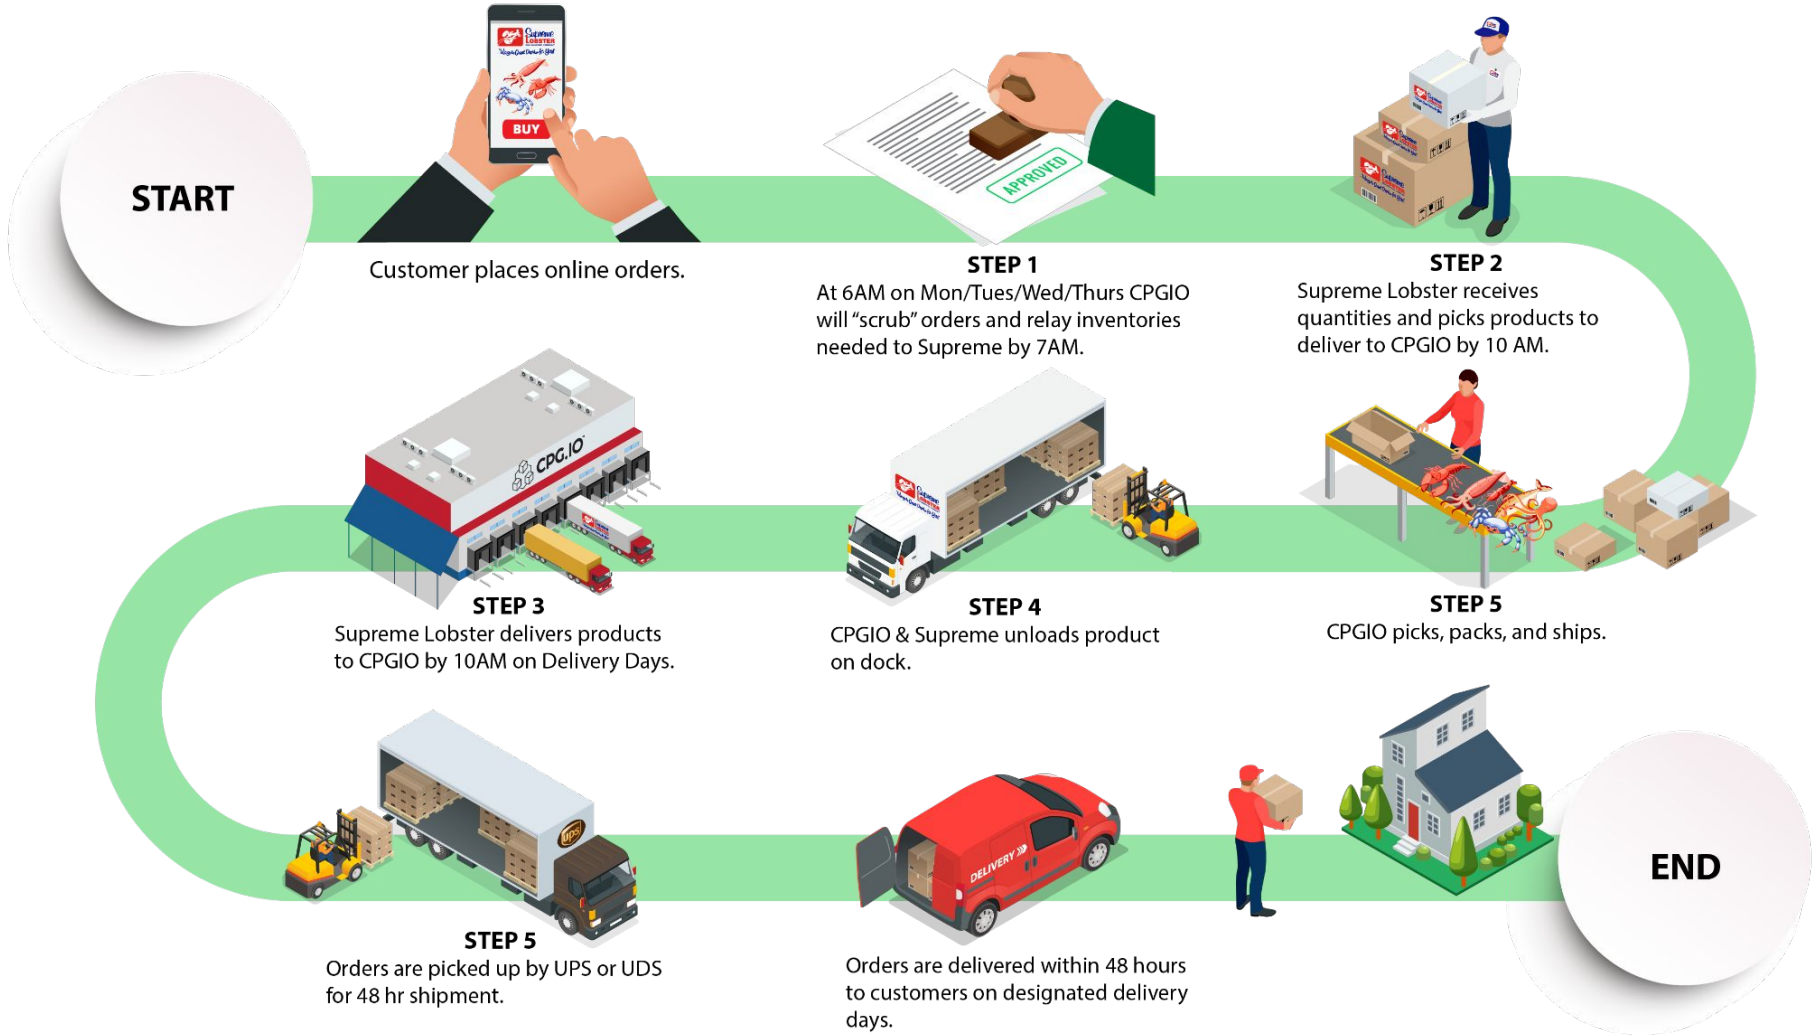 START
Supreme
LOBSTER
BUY
Customer places online orders.
APPROVED
STEP 1
At 6AM on Mon/Tues/Wed/Thurs CPGIO
will “scrub” orders and relay inventories
needed to Supreme by 7AM.
STEP 2
Supreme Lobster receives
quantities and picks products to
deliver to CPGIO by 10 AM.
CPG.IO
STEP 3
Supreme Lobster delivers products
to CPGIO by 10AM on Delivery Days.
Supreme
LOBSTER
STEP 4
CPGIO & Supreme unloads product
on dock.
STEP 5
CPGIO picks, packs, and ships.
ups
STEP 5
Orders are picked up by UPS or UDS
for 48 hr shipment.
DELIVERY
Orders are delivered within 48 hours
to customers on designated delivery
days.
END